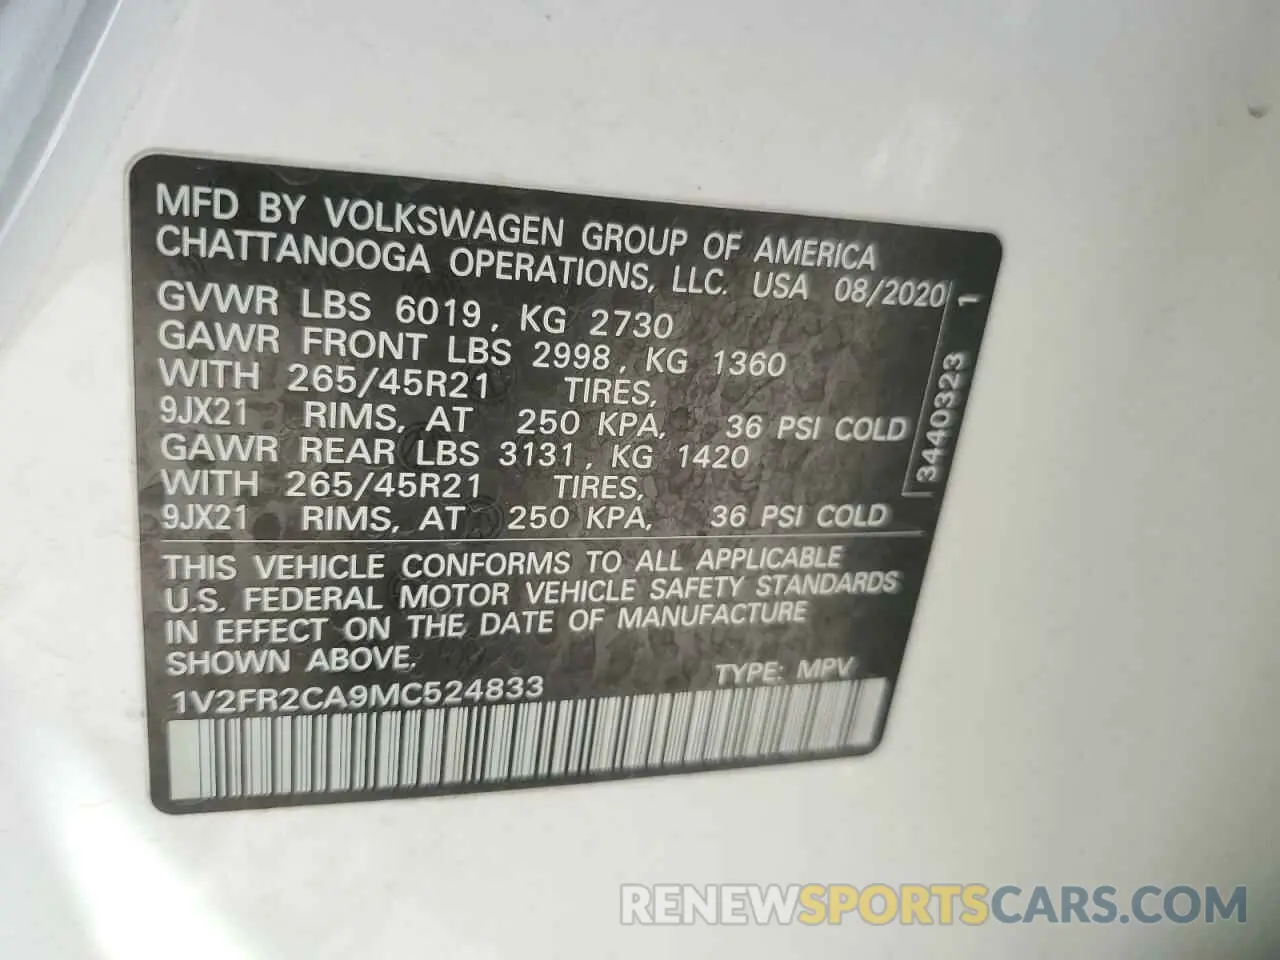 MFD BY VOLKSWAGEN GROUP OF AMERICA
CHATTANOOGA OPERATIONS, LLC. USA 08/2020
GVWR LBS 6019, KG 2730
GAWR FRONT LBS 2998, KG 1360
WITH 265/45R21 TIRES,
9JX21 RIMS, AT 250 KPA, 36 PSI COLD
GAWR REAR LBS 3131, KG 1420
WITH 265/45R21 TIRES,
9JX21 RIMS, AT 250 KPA, 36 PSI COLD
3440323 1
THIS VEHICLE CONFORMS TO ALL APPLICABLE
U.S. FEDERAL MOTOR VEHICLE SAFETY STANDARDS
IN EFFECT ON THE DATE OF MANUFACTURE
SHOWN ABOVE.
TYPE: MPV
1V2FR2CA9MC524833
RENEWSPORTSCARS.COM